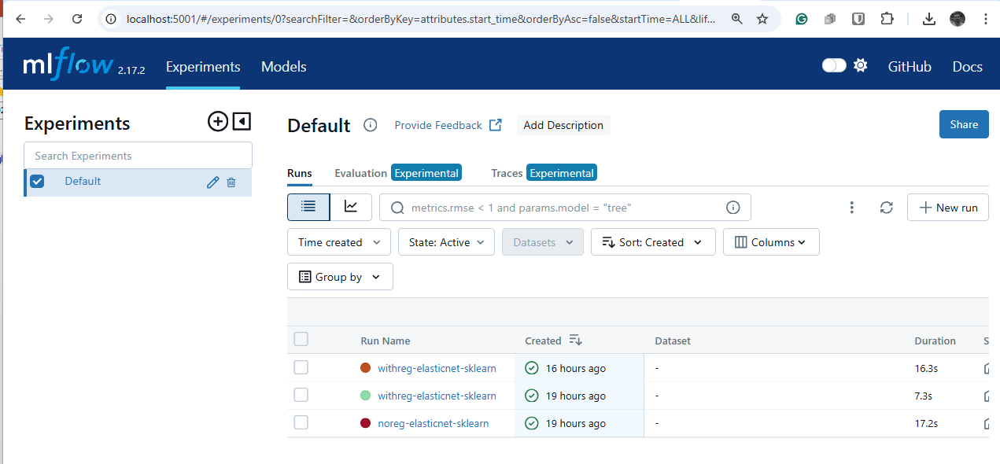 localhost:5001/#/experiments/0?searchFilter=&orderByKey=attributes.start_time&orderByAsc=false&startTime=ALL&lif...
mlflow 2.17.2 Experiments Models GitHub Docs
Experiments
Search Experiments
Default
Default Provide Feedback Add Description Share
Runs Evaluation Experimental Traces Experimental
metrics.rmse < 1 and params.model = "tree" New run
Time created State: Active Datasets Sort: Created Columns
Group by
Run Name Created Dataset Duration S
withreg-elasticnet-sklearn 16 hours ago - 16.3s
withreg-elasticnet-sklearn 19 hours ago - 7.3s
noreg-elasticnet-sklearn 19 hours ago - 17.2s